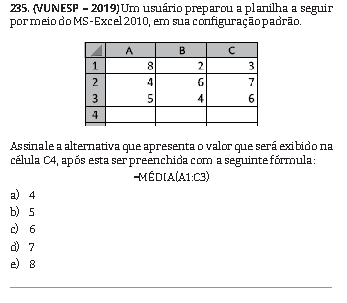 235. (VUNESP – 2019) Um usuário preparou a planilha a seguir
por meio do MS-Excel 2010, em sua configuração padrão.
A B C
1 8 2 3
2 4 6 7
3 5 4 6
4
Assinale a alternativa que apresenta o valor que será exibido na
célula C4, após esta ser preenchida com a seguinte fórmula:
=MÉDIA(A1:C3)
a) 4
b) 5
c) 6
d) 7
e) 8